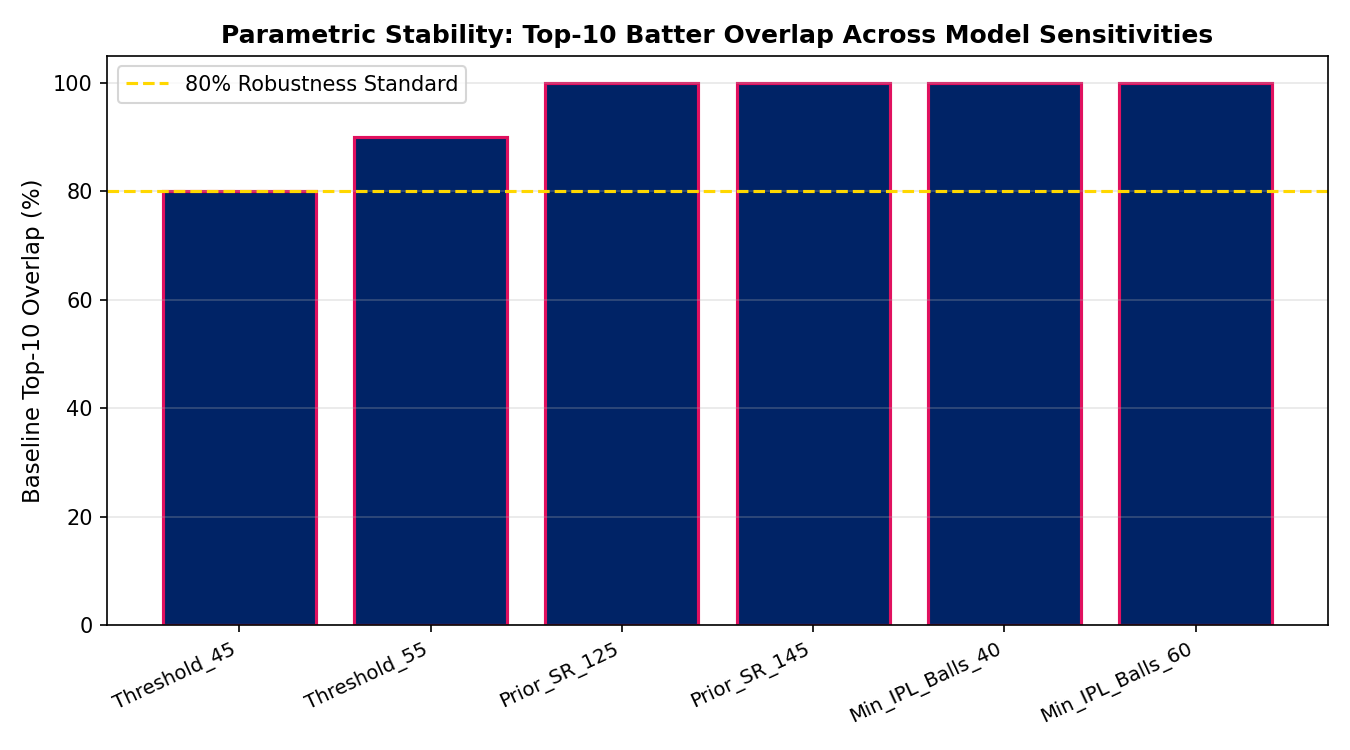 Parametric Stability: Top-10 Batter Overlap Across Model Sensitivities
80% Robustness Standard
Baseline Top-10 Overlap (%)
100
80
60
40
20
0
Threshold_45
Threshold_55
Prior_SR_125
Prior_SR_145
Min_IPL_Balls_40
Min_IPL_Balls_60